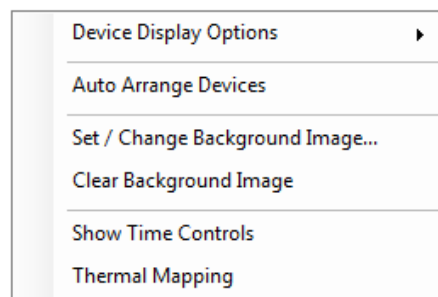 Device Display Options
Auto Arrange Devices
Set / Change Background Image...
Clear Background Image
Show Time Controls
Thermal Mapping